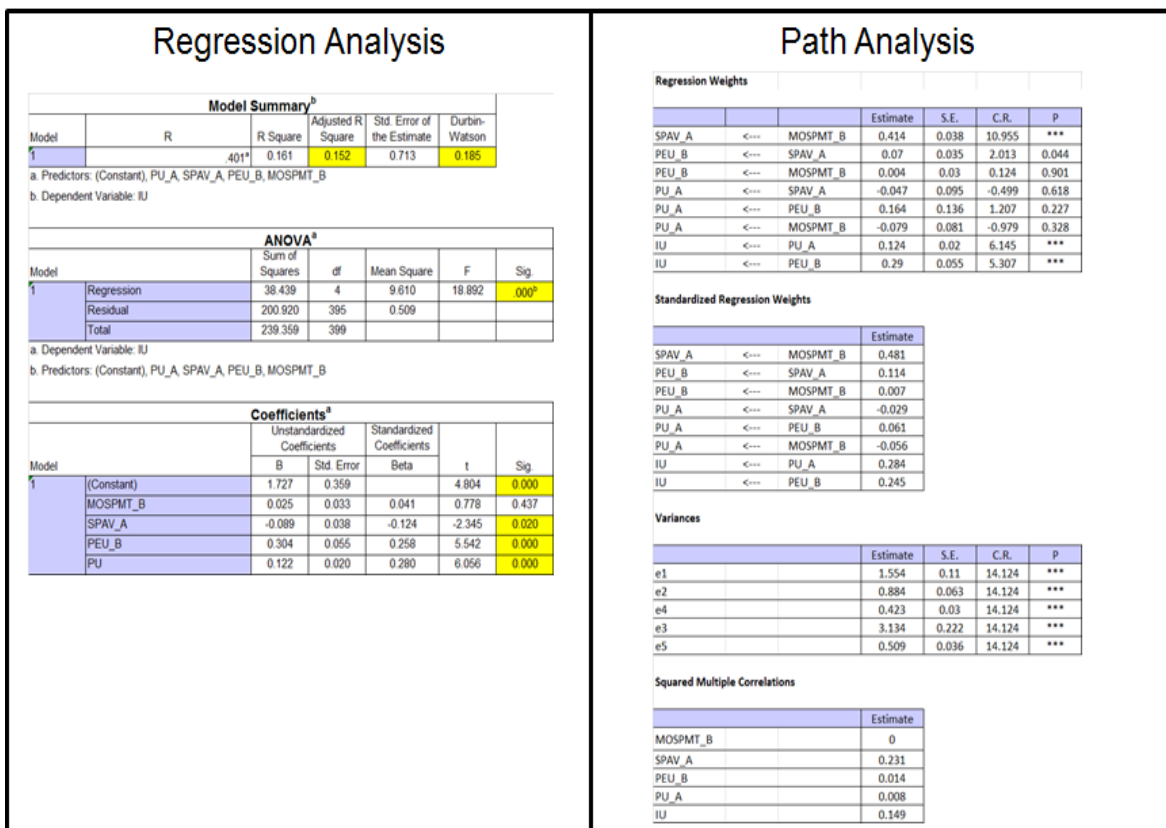 Regression Analysis
Model Summaryb
Model R R Square Adjusted R Square Std. Error of the Estimate Durbin-Watson
1 .401a 0.161 0.152 0.713 0.185
a. Predictors: (Constant), PU_A, SPAV_A, PEU_B, MOSPMT_B
b. Dependent Variable: IU
ANOVAa
Model Sum of Squares df Mean Square F Sig.
1 Regression 38.439 4 9.610 18.892 .000b
Residual 200.920 395 0.509
Total 239.359 399
a. Dependent Variable: IU
b. Predictors: (Constant), PU_A, SPAV_A, PEU_B, MOSPMT_B
Coefficientsa
Unstandardized Coefficients Standardized Coefficients
Model B Std. Error Beta t Sig.
1 (Constant) 1.727 0.359 4.804 0.000
MOSPMT_B 0.025 0.033 0.041 0.778 0.437
SPAV_A -0.089 0.038 -0.124 -2.345 0.020
PEU_B 0.304 0.055 0.258 5.542 0.000
PU 0.122 0.020 0.280 6.056 0.000
Path Analysis
Regression Weights
Estimate S.E. C.R. P
SPAV_A <--- MOSPMT_B 0.414 0.038 10.955 ***
PEU_B <--- SPAV_A 0.07 0.035 2.013 0.044
PEU_B <--- MOSPMT_B 0.004 0.03 0.124 0.901
PU_A <--- SPAV_A -0.047 0.095 -0.499 0.618
PU_A <--- PEU_B 0.164 0.136 1.207 0.227
PU_A <--- MOSPMT_B -0.079 0.081 -0.979 0.328
IU <--- PU_A 0.124 0.02 6.145 ***
IU <--- PEU_B 0.29 0.055 5.307 ***
Standardized Regression Weights
Estimate
SPAV_A <--- MOSPMT_B 0.481
PEU_B <--- SPAV_A 0.114
PEU_B <--- MOSPMT_B 0.007
PU_A <--- SPAV_A -0.029
PU_A <--- PEU_B 0.061
PU_A <--- MOSPMT_B -0.056
IU <--- PU_A 0.284
IU <--- PEU_B 0.245
Variances
Estimate S.E. C.R. P
e1 1.554 0.11 14.124 ***
e2 0.884 0.063 14.124 ***
e4 0.423 0.03 14.124 ***
e3 3.134 0.222 14.124 ***
e5 0.509 0.036 14.124 ***
Squared Multiple Correlations
Estimate
MOSPMT_B 0
SPAV_A 0.231
PEU_B 0.014
PU_A 0.008
IU 0.149